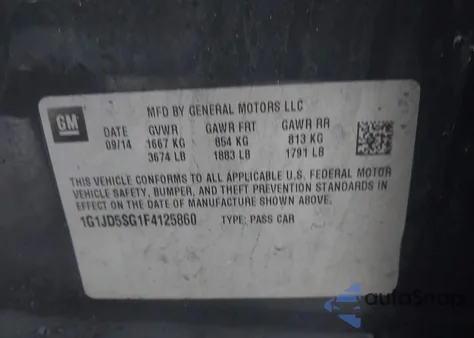 MFD BY GENERAL MOTORS LLC
GM
DATE GVWR GAWR FRT GAWR RR
09/14 1667 KG 854 KG 813 KG
3674 LB 1883 LB 1791 LB
THIS VEHICLE CONFORMS TO ALL APPLICABLE U.S. FEDERAL MOTOR
VEHICLE SAFETY, BUMPER, AND THEFT PREVENTION STANDARDS IN
EFFECT ON THE DATE OF MANUFACTURE SHOWN ABOVE.
1G1JD5SG1F4125860 TYPE: PASS CAR
autoSnap